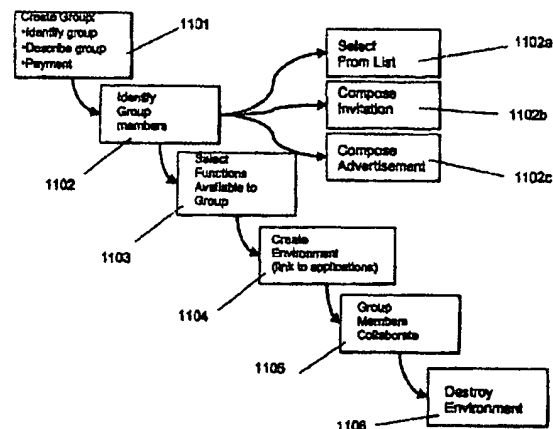 Create Group:
•Identify group
•Describe group
•Payment
1101
Identify
Group
members
1102
Select
From List
1102a
Compose
Invitation
1102b
Compose
Advertisement
1102c
Select
Functions
Available to
Group
1103
Create
Environment
(link to applications)
1104
Group
Members
Collaborate
1105
Destroy
Environment
1106